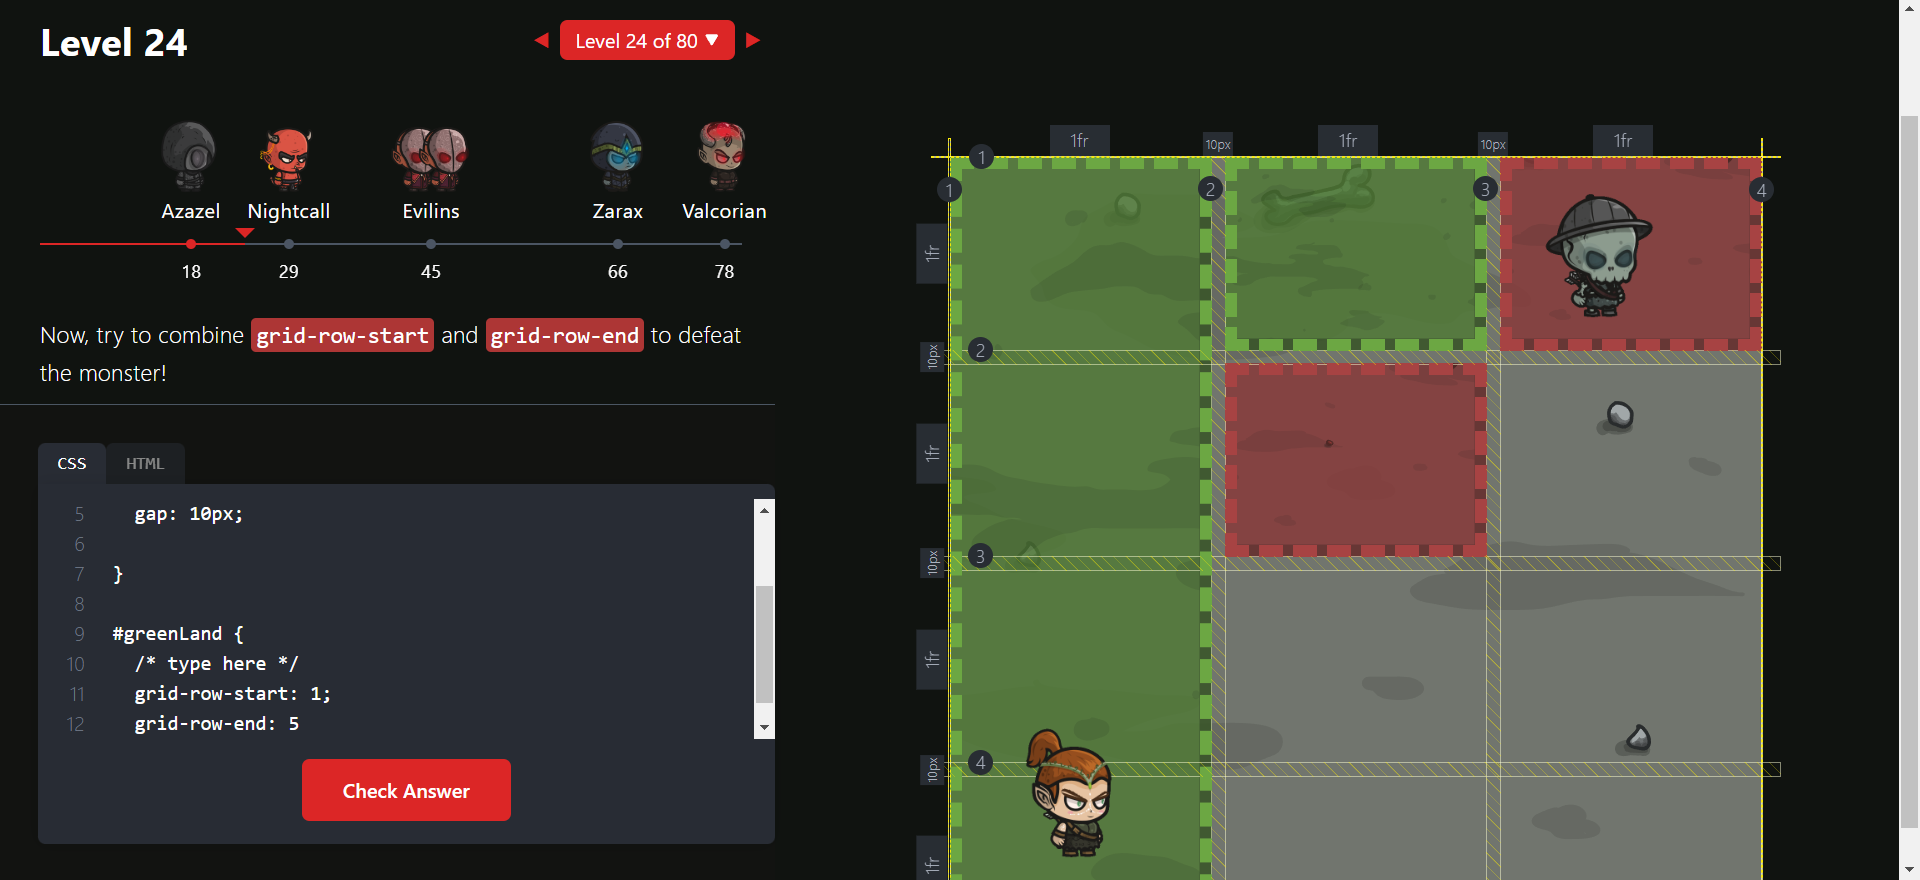 Level 24
Level 24 of 80 ▼
Azazel Nightcall Evilins Zarax Valcorian
18 29 45 66 78
Now, try to combine grid-row-start and grid-row-end to defeat
the monster!
CSS HTML
5 gap: 10px;
6
7 }
8
9 #greenLand {
10 /* type here */
11 grid-row-start: 1;
12 grid-row-end: 5
Check Answer
1fr 10px 1fr 10px 1fr
1
1 2 3 4
1fr
10px 2
1fr
10px 3
1fr
10px 4
1fr